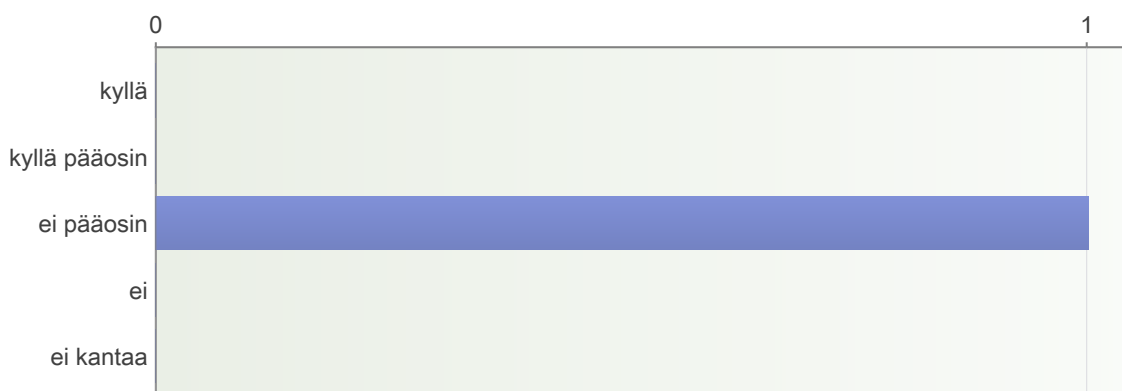 0 1
kyllä
kyllä pääosin
ei pääosin
ei
ei kantaa